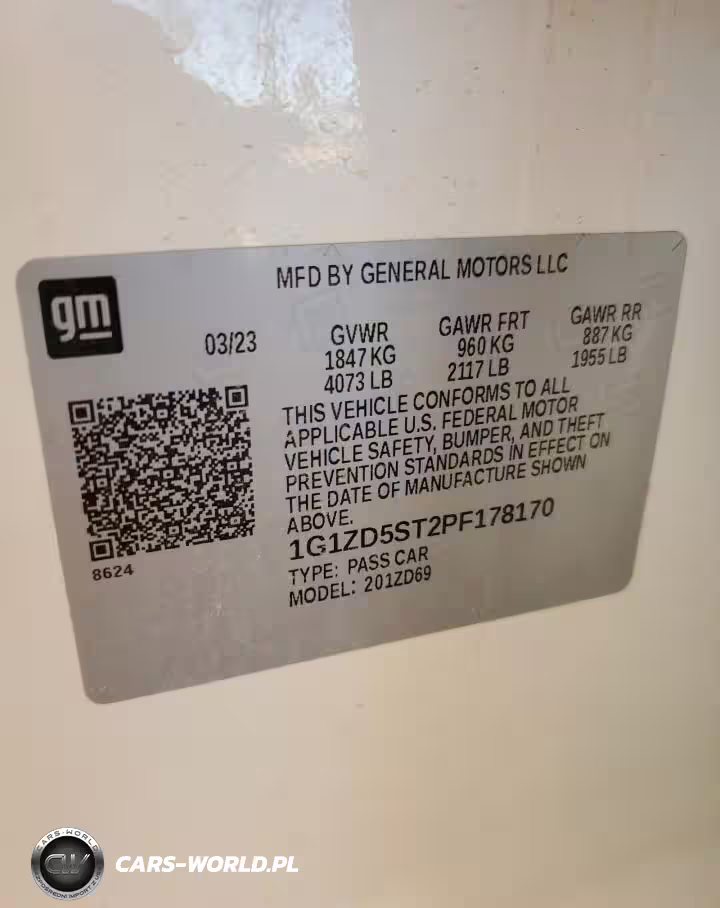 gm
MFD BY GENERAL MOTORS LLC
03/23
GVWR
1847 KG
4073 LB
GAWR FRT
960 KG
2117 LB
GAWR RR
887 KG
1955 LB
THIS VEHICLE CONFORMS TO ALL
APPLICABLE U.S. FEDERAL MOTOR
VEHICLE SAFETY, BUMPER, AND THEFT
PREVENTION STANDARDS IN EFFECT ON
THE DATE OF MANUFACTURE SHOWN
ABOVE.
1G1ZD5ST2PF178170
TYPE: PASS CAR
MODEL: 201ZD69
8624
CARS-WORLD
CW
CARS-WORLD.PL